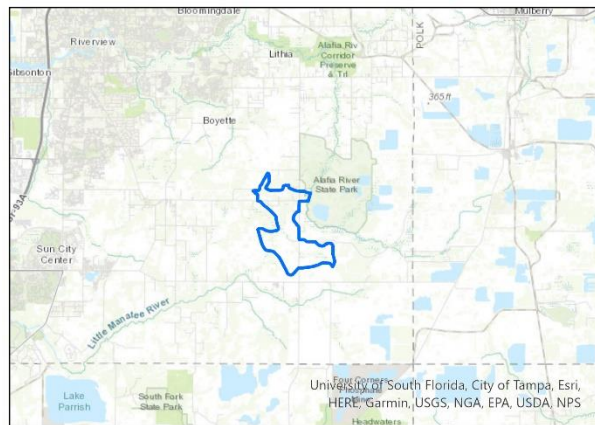 Bloomingdale
Mulberry
Riverview
POLK
Lithia
Alafia Riv
Corridor
Preserve
& Trl
Gibsonton
365 ft
Boyette
Alafia River
State Park
Sun City
Center
Little Manatee River
Lake
Parrish
South Fork
State Park
Four Corners
Headwaters
University of South Florida, City of Tampa, Esri,
HERE, Garmin, USGS, NGA, EPA, USDA, NPS